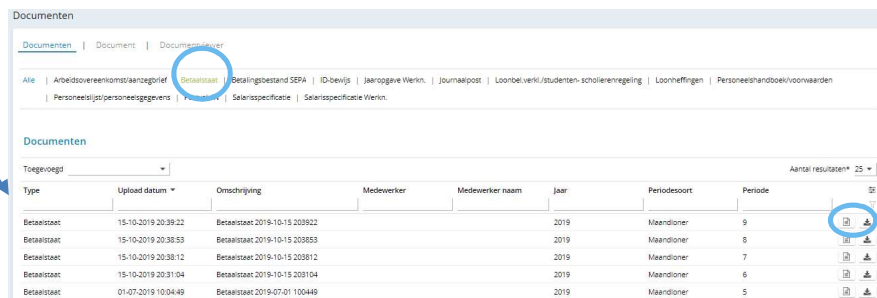 Documenten
Documenten | Document | Documentviewer
Alle | Arbeidsovereenkomst/aanzegbrief | Betaalstaat | Betalingsbestand SEPA | ID-bewijs | Jaaropgave Werkn. | Journaalpost | Loonbel.verkl./studenten- scholierenregeling | Loonheffingen | Personeelshandboek/voorwaarden
| Personeelslijst/personeelsgegevens | | Salarisspecificatie | Salarisspecificatie Werkn.
Documenten
Toegevoegd Aantal resultaten* 25
Type Upload datum Omschrijving Medewerker Medewerker naam Jaar Periodesoort Periode
Betaalstaat 15-10-2019 20:39:22 Betaalstaat 2019-10-15 203922 2019 Maandloner 9
Betaalstaat 15-10-2019 20:38:53 Betaalstaat 2019-10-15 203853 2019 Maandloner 8
Betaalstaat 15-10-2019 20:38:12 Betaalstaat 2019-10-15 203812 2019 Maandloner 7
Betaalstaat 15-10-2019 20:31:04 Betaalstaat 2019-10-15 203104 2019 Maandloner 6
Betaalstaat 01-07-2019 10:04:49 Betaalstaat 2019-07-01 100449 2019 Maandloner 5